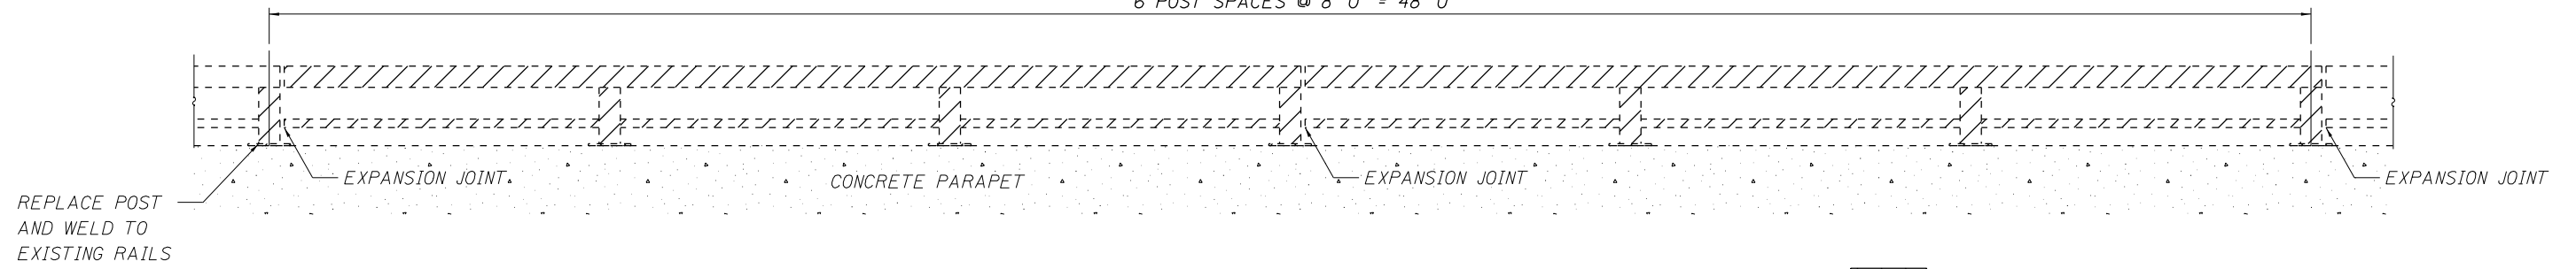 6 POST SPACES @ 8' 0" = 48' 0"
EXPANSION JOINT
CONCRETE PARAPET
EXPANSION JOINT
EXPANSION JOINT
REPLACE POST
AND WELD TO
EXISTING RAILS